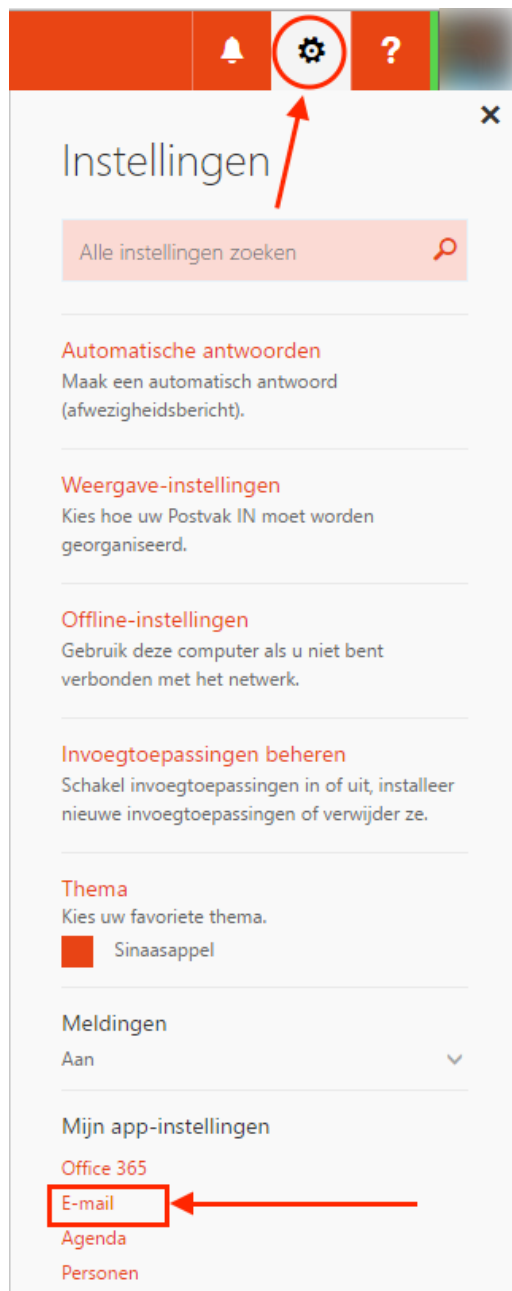 ?
Instellingen
Alle instellingen zoeken
Automatische antwoorden
Maak een automatisch antwoord
(afwezigheidsbericht).
Weergave-instellingen
Kies hoe uw Postvak IN moet worden
georganiseerd.
Offline-instellingen
Gebruik deze computer als u niet bent
verbonden met het netwerk.
Invoegtoepassingen beheren
Schakel invoegtoepassingen in of uit, installeer
nieuwe invoegtoepassingen of verwijder ze.
Thema
Kies uw favoriete thema.
Sinaasappel
Meldingen
Aan
Mijn app-instellingen
Office 365
E-mail
Agenda
Personen